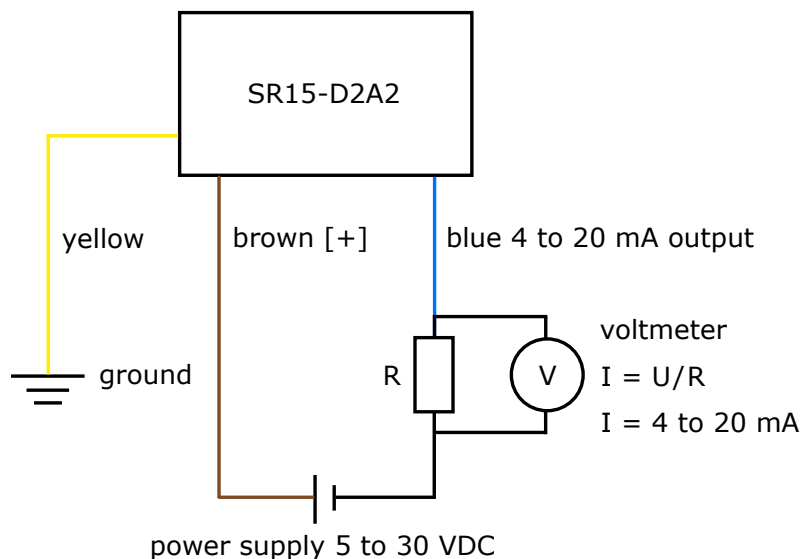 SR15-D2A2
yellow
brown [+]
blue 4 to 20 mA output
ground
R
V
voltmeter
I = U/R
I = 4 to 20 mA
power supply 5 to 30 VDC